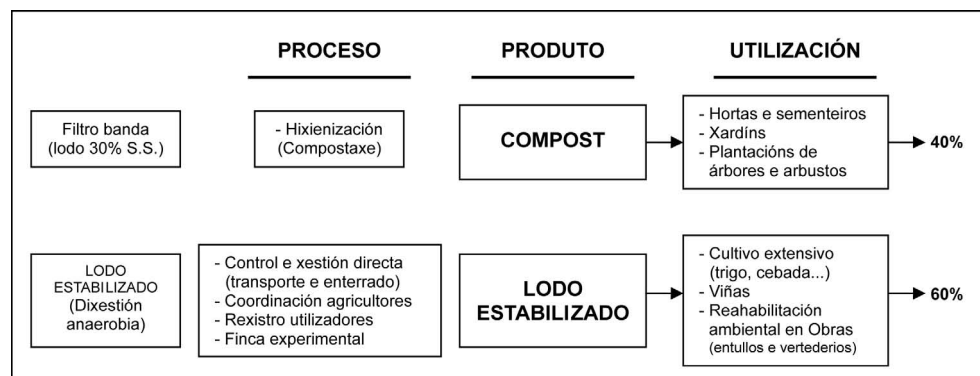 PROCESO
PRODUTO
UTILIZACIÓN
Filtro banda
(lodo 30% S.S.)
- Hixienización
(Compostaxe)
COMPOST
- Hortas e sementeiros
- Xardíns
- Plantacións de
árbores e arbustos
40%
LODO
ESTABILIZADO
(Dixestión
anaerobia)
- Control e xestión directa
(transporte e enterrado)
- Coordinación agricultores
- Rexistro utilizadores
- Finca experimental
LODO
ESTABILIZADO
- Cultivo extensivo
(trigo, cebada...)
- Viñas
- Reahabilitación
ambiental en Obras
(entullos e vertederios)
60%